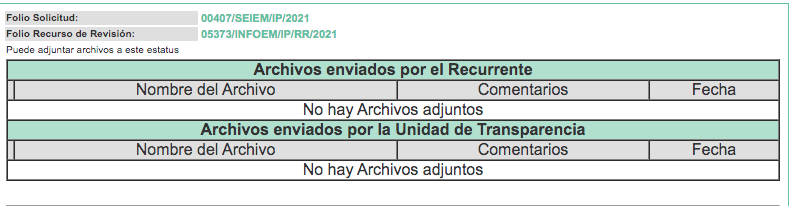 Folio Solicitud: 00407/SEIEM/IP/2021
Folio Recurso de Revisión: 05373/INFOEM/IP/RR/2021
Puede adjuntar archivos a este estatus
Archivos enviados por el Recurrente
Nombre del Archivo Comentarios Fecha
No hay Archivos adjuntos
Archivos enviados por la Unidad de Transparencia
Nombre del Archivo Comentarios Fecha
No hay Archivos adjuntos